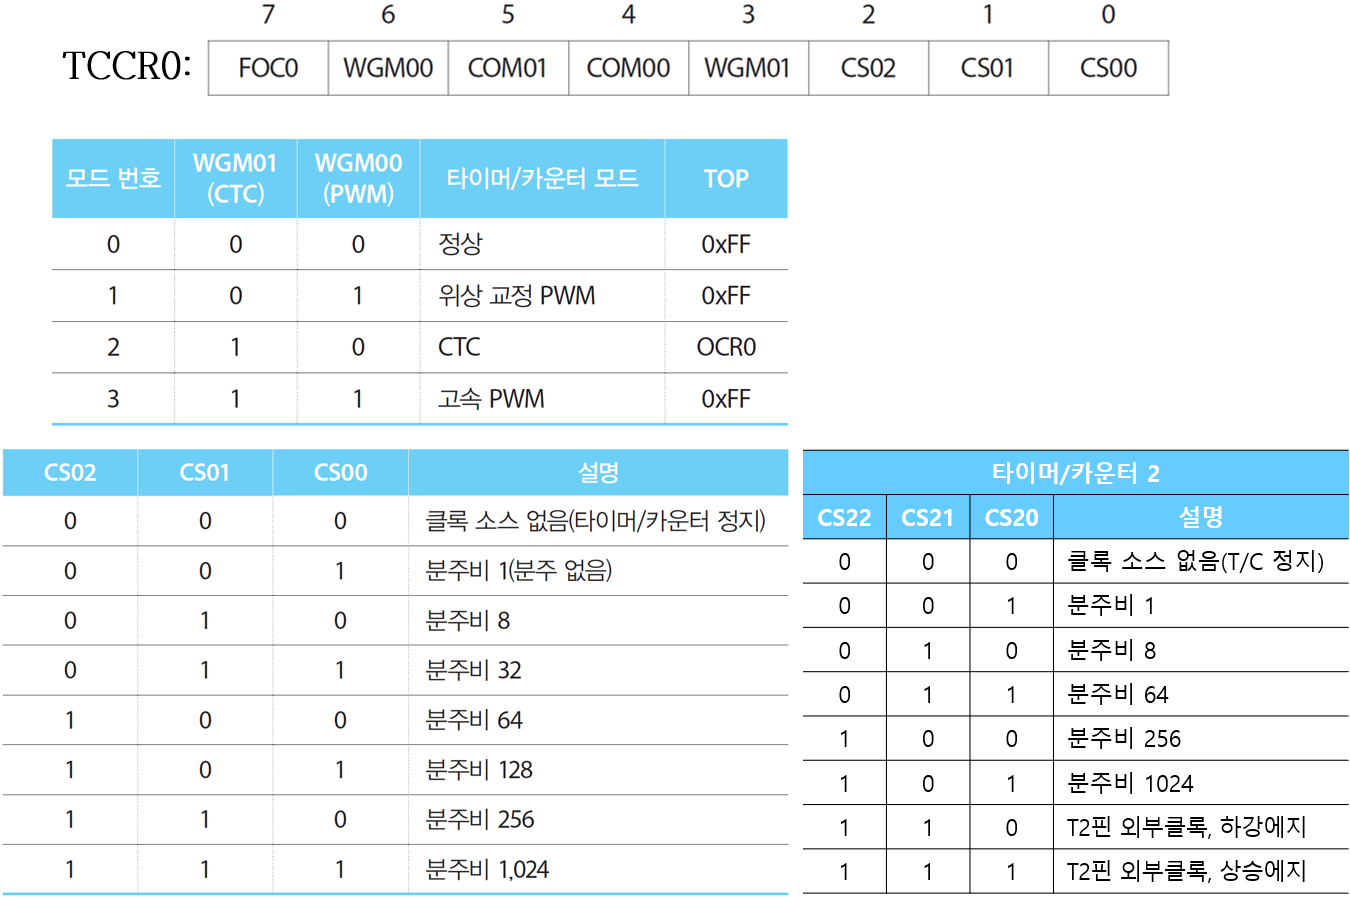 7 6 5 4 3 2 1 0
TCCR0: FOC0 WGM00 COM01 COM00 WGM01 CS02 CS01 CS00
모드 번호 WGM01 (CTC) WGM00 (PWM) 타이머/카운터 모드 TOP
0 0 0 정상 0xFF
1 0 1 위상 교정 PWM 0xFF
2 1 0 CTC OCR0
3 1 1 고속 PWM 0xFF
CS02 CS01 CS00 설명
0 0 0 클록 소스 없음(타이머/카운터 정지)
0 0 1 분주비 1(분주 없음)
0 1 0 분주비 8
0 1 1 분주비 32
1 0 0 분주비 64
1 0 1 분주비 128
1 1 0 분주비 256
1 1 1 분주비 1,024
타이머/카운터 2
CS22 CS21 CS20 설명
0 0 0 클록 소스 없음(T/C 정지)
0 0 1 분주비 1
0 1 0 분주비 8
0 1 1 분주비 64
1 0 0 분주비 256
1 0 1 분주비 1024
1 1 0 T2핀 외부클록, 하강에지
1 1 1 T2핀 외부클록, 상승에지